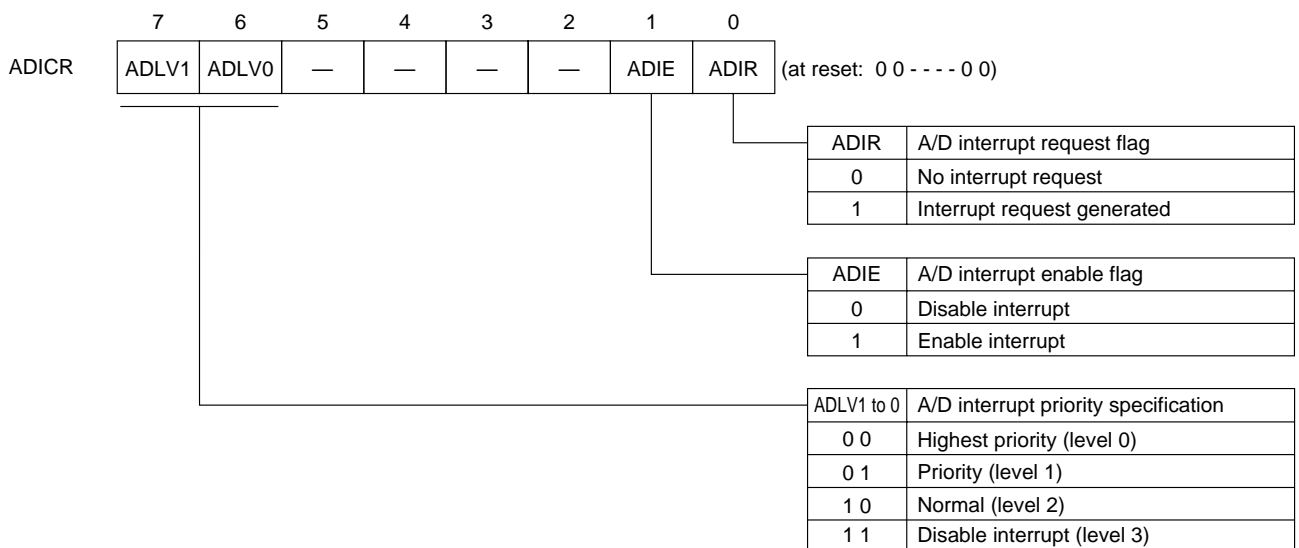 7 6 5 4 3 2 1 0
ADICR ADLV1 ADLV0 — — — — ADIE ADIR (at reset: 0 0 - - - - 0 0)
ADIR A/D interrupt request flag
0 No interrupt request
1 Interrupt request generated
ADIE A/D interrupt enable flag
0 Disable interrupt
1 Enable interrupt
ADLV1 to 0 A/D interrupt priority specification
0 0 Highest priority (level 0)
0 1 Priority (level 1)
1 0 Normal (level 2)
1 1 Disable interrupt (level 3)